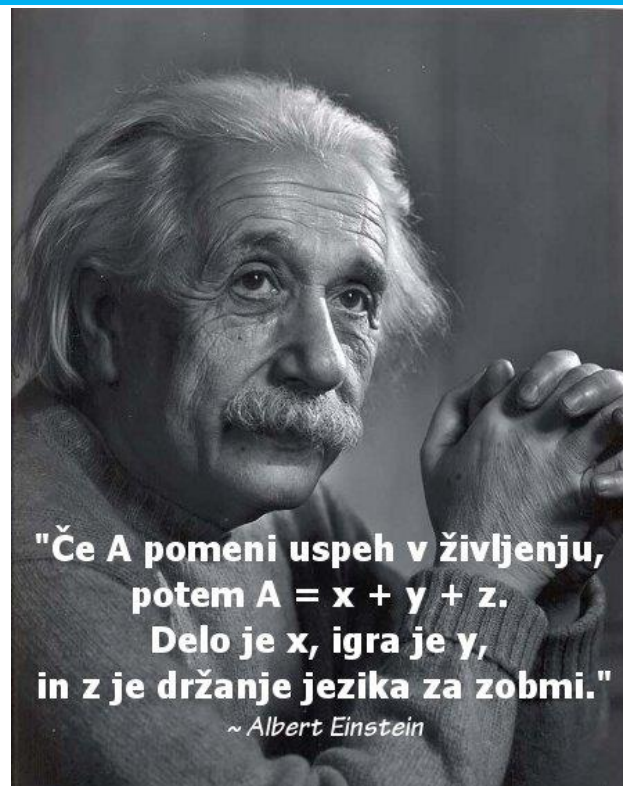 "Če A pomeni uspeh v življenju,
potem A = x + y + z.
Delo je x, igra je y,
in z je držanje jezika za zobmi."
~ Albert Einstein